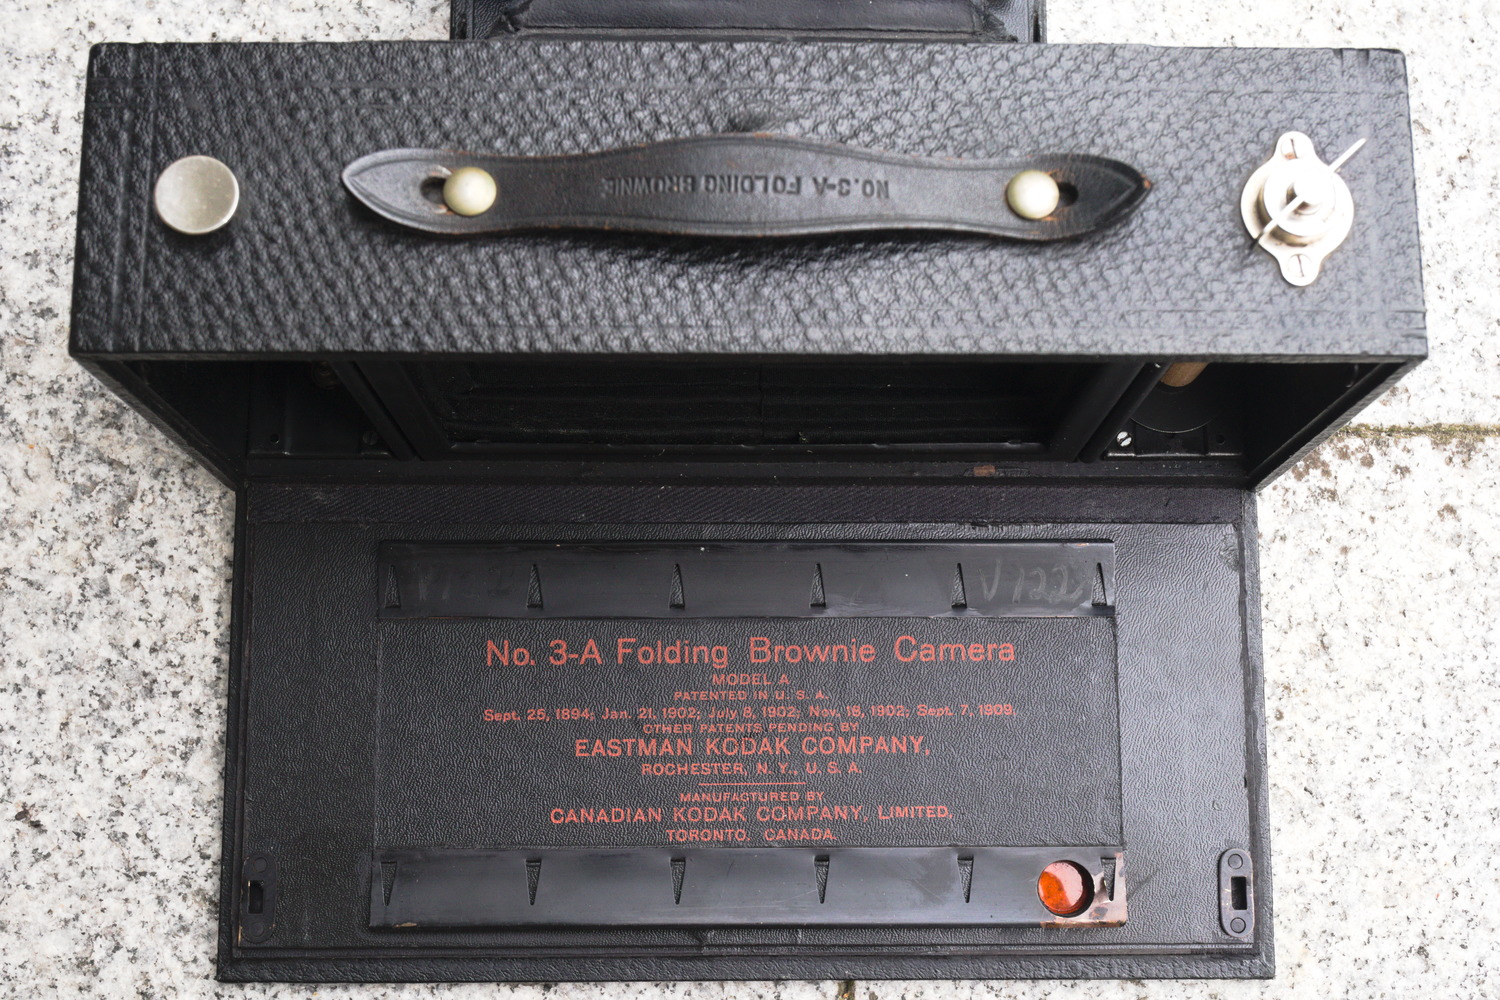 NO. 3-A FOLDING BROWNIE
V122
No. 3-A Folding Brownie Camera
MODEL A
PATENTED IN U. S. A.
Sept. 25, 1894; Jan. 21, 1902; July 8, 1902; Nov. 18, 1902; Sept. 7, 1909,
OTHER PATENTS PENDING BY
EASTMAN KODAK COMPANY,
ROCHESTER, N. Y., U. S. A.
MANUFACTURED BY
CANADIAN KODAK COMPANY, LIMITED,
TORONTO, CANADA.